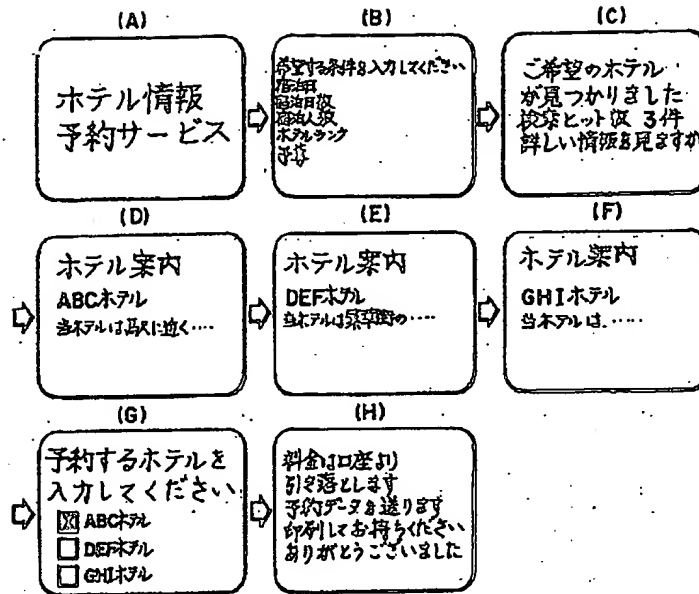 (A)
ホテル情報
予約サービス
(B)
希望する条件を入力してください
宿泊日
宿泊日数
宿泊人数
ホテルランク
予算
(C)
ご希望のホテル
が見つかりました
検索ヒット数 3件
詳しい情報を見ますか
(D)
ホテル案内
ABCホテル
当ホテルは駅に近く‥‥
(E)
ホテル案内
DEFホテル
当ホテルは繁華街の‥‥
(F)
ホテル案内
GHIホテル
当ホテルは‥‥‥
(G)
予約するホテルを
入力してください
ABCホテル
DEFホテル
GHIホテル
(H)
料金は口座より
引き落とします
予約データを送ります
印刷してお持ちください
ありがとうございました